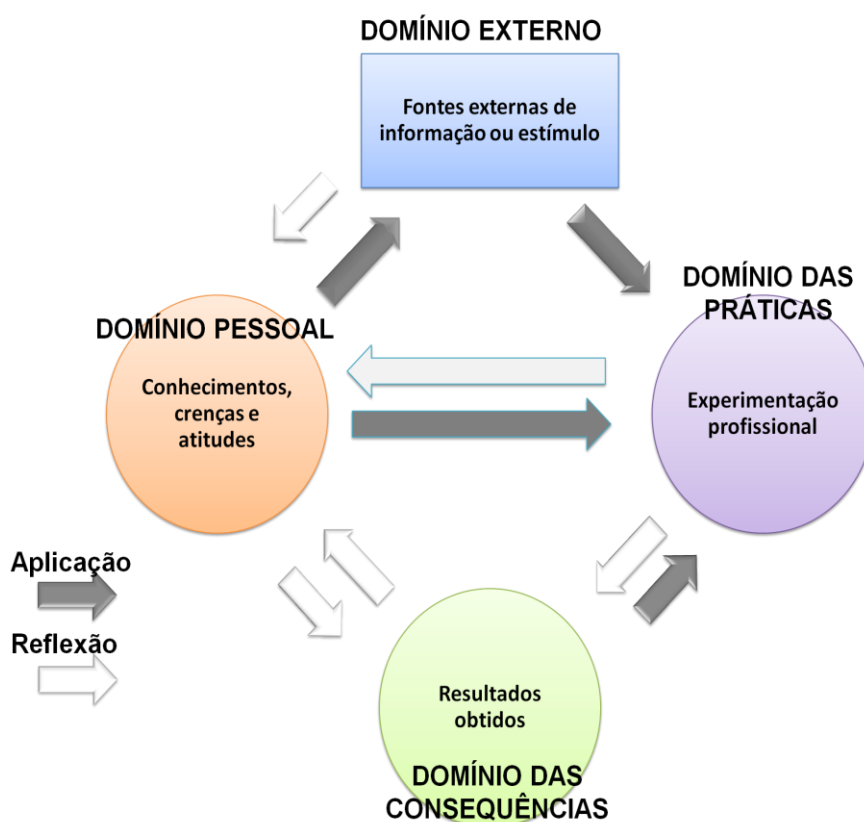 DOMÍNIO EXTERNO
Fontes externas de
informação ou estímulo
DOMÍNIO DAS
PRÁTICAS
Experimentação
profissional
DOMÍNIO PESSOAL
Conhecimentos,
crenças e
atitudes
Aplicação
Reflexão
Resultados
obtidos
DOMÍNIO DAS
CONSEQUÊNCIAS